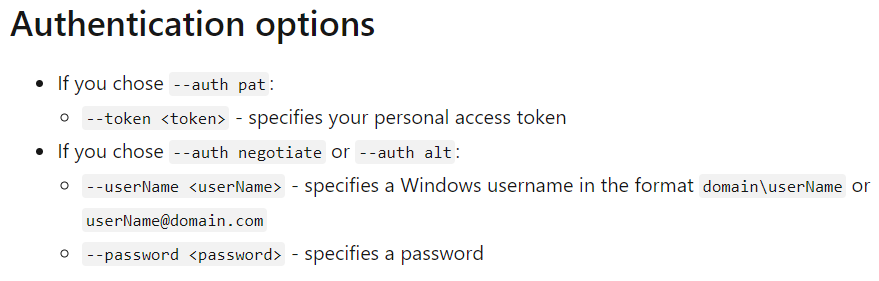 Authentication options
If you chose --auth pat:
--token <token> - specifies your personal access token
If you chose --auth negotiate or --auth alt:
--userName <userName> - specifies a Windows username in the format domain\userName or
userName@domain.com
--password <password> - specifies a password